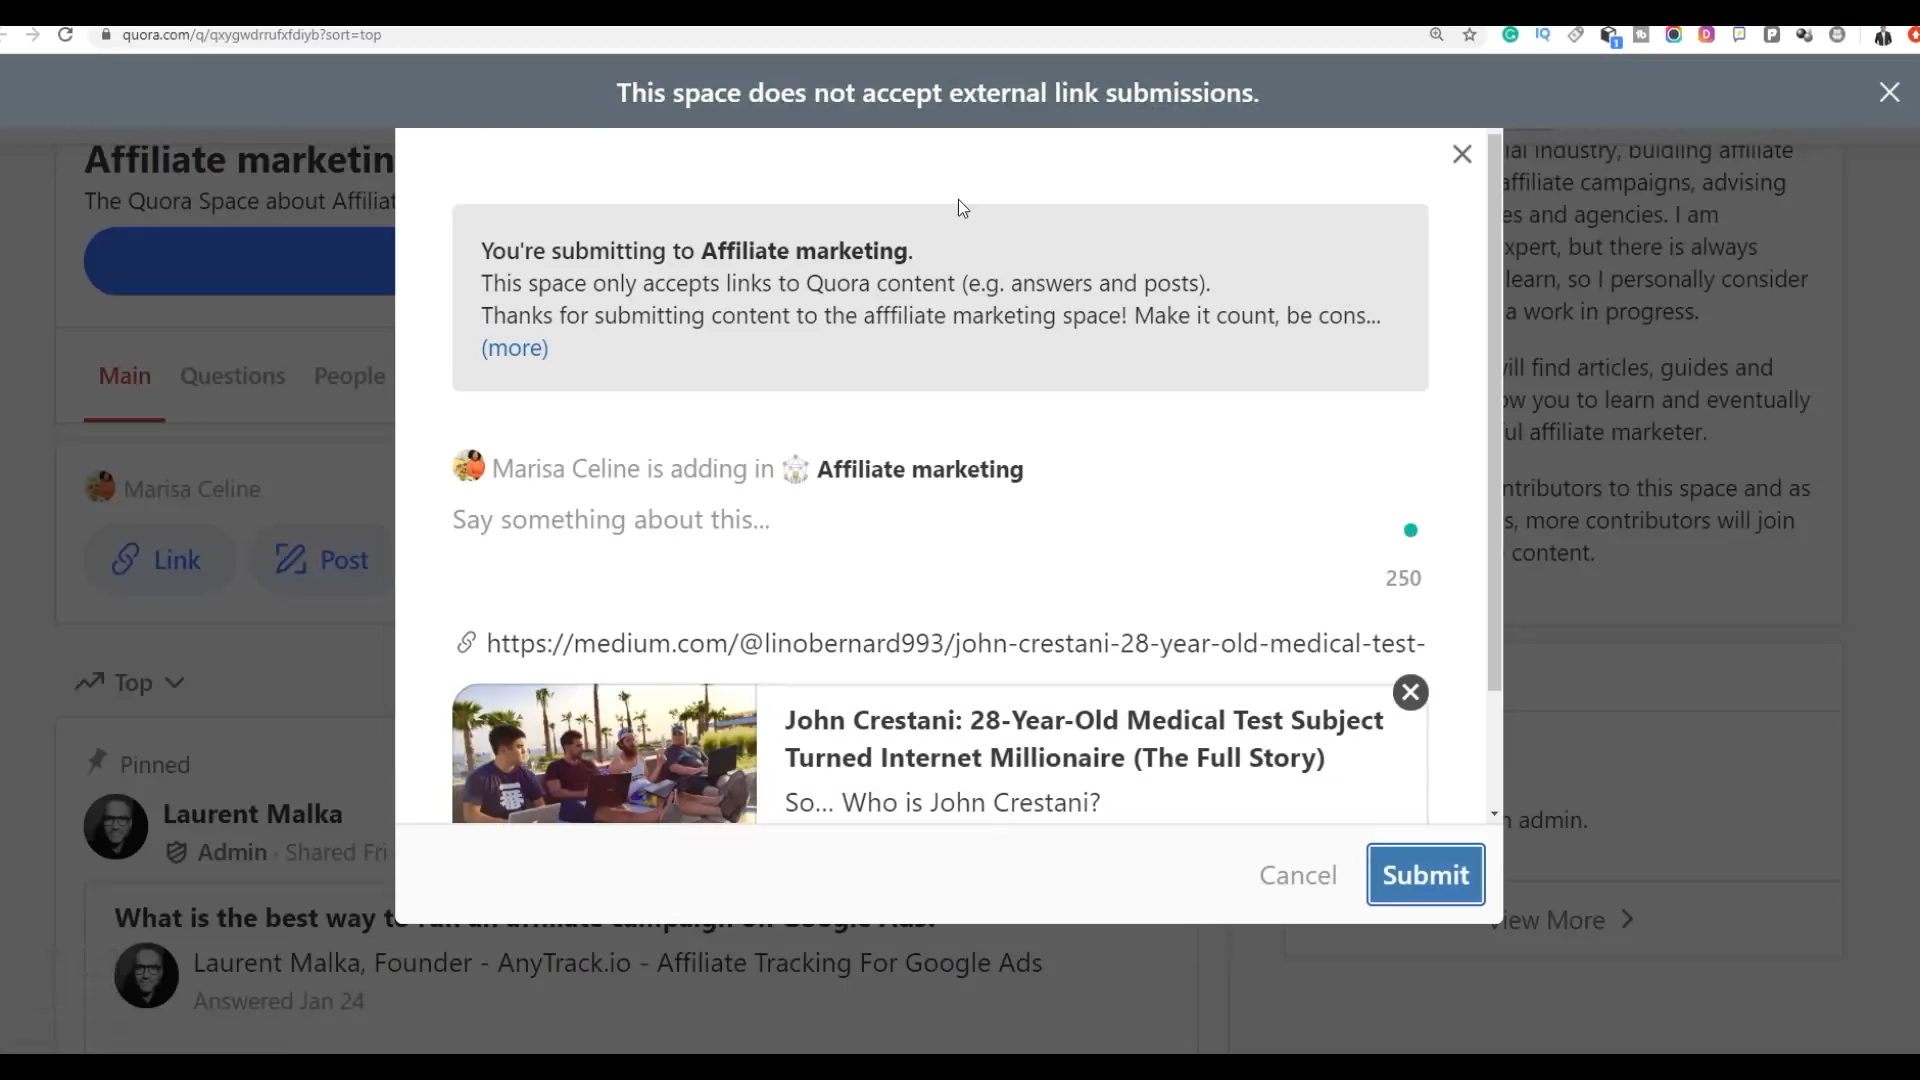 quora.com/q/qxygwdrrufxfdiyb?sort=top
This space does not accept external link submissions.
Affiliate marketin
The Quora Space about Affiliat
Main Questions People
Marisa Celine
Link Post
Top
Pinned
Laurent Malka
Admin · Shared Fri
What is the best way
Laurent Malka, Founder - AnyTrack.io - Affiliate Tracking For Google Ads
Answered Jan 24
You're submitting to Affiliate marketing.
This space only accepts links to Quora content (e.g. answers and posts).
Thanks for submitting content to the afffiliate marketing space! Make it count, be cons...
(more)
Marisa Celine is adding in Affiliate marketing
Say something about this...
250
https://medium.com/@linobernard993/john-crestani-28-year-old-medical-test-
John Crestani: 28-Year-Old Medical Test Subject
Turned Internet Millionaire (The Full Story)
So... Who is John Crestani?
Cancel Submit
industry, buidling affiliate
affiliate campaigns, advising
es and agencies. I am
xpert, but there is always
learn, so I personally consider
a work in progress.
ill find articles, guides and
ow you to learn and eventually
ul affiliate marketer.
ntributors to this space and as
s, more contributors will join
content.
admin.
View More